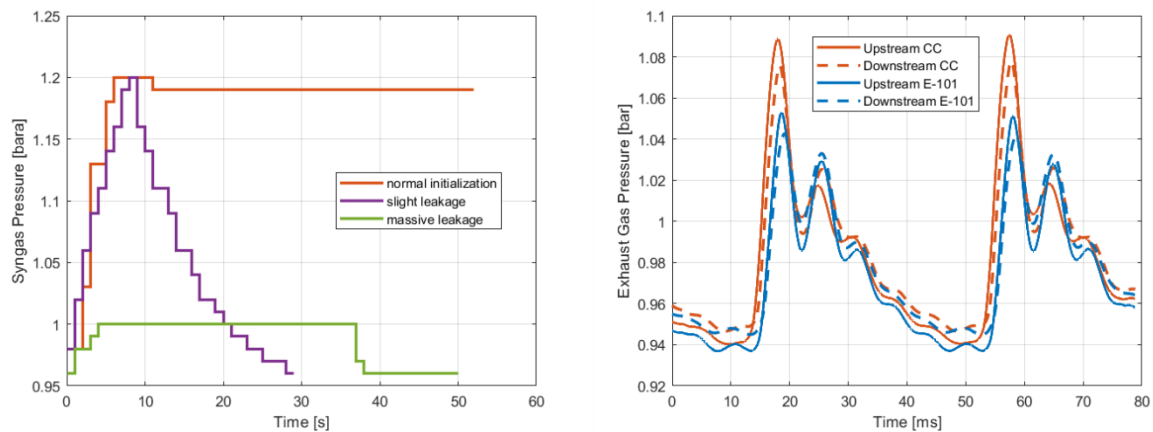 1.25
1.2
1.15
1.1
1.05
1
0.95
Syngas Pressure [bara]
normal initialization
slight leakage
massive leakage
0 10 20 30 40 50 60
Time [s]
1.1
1.08
1.06
1.04
1.02
1
0.98
0.96
0.94
0.92
Exhaust Gas Pressure [bar]
Upstream CC
Downstream CC
Upstream E-101
Downstream E-101
0 10 20 30 40 50 60 70 80
Time [ms]